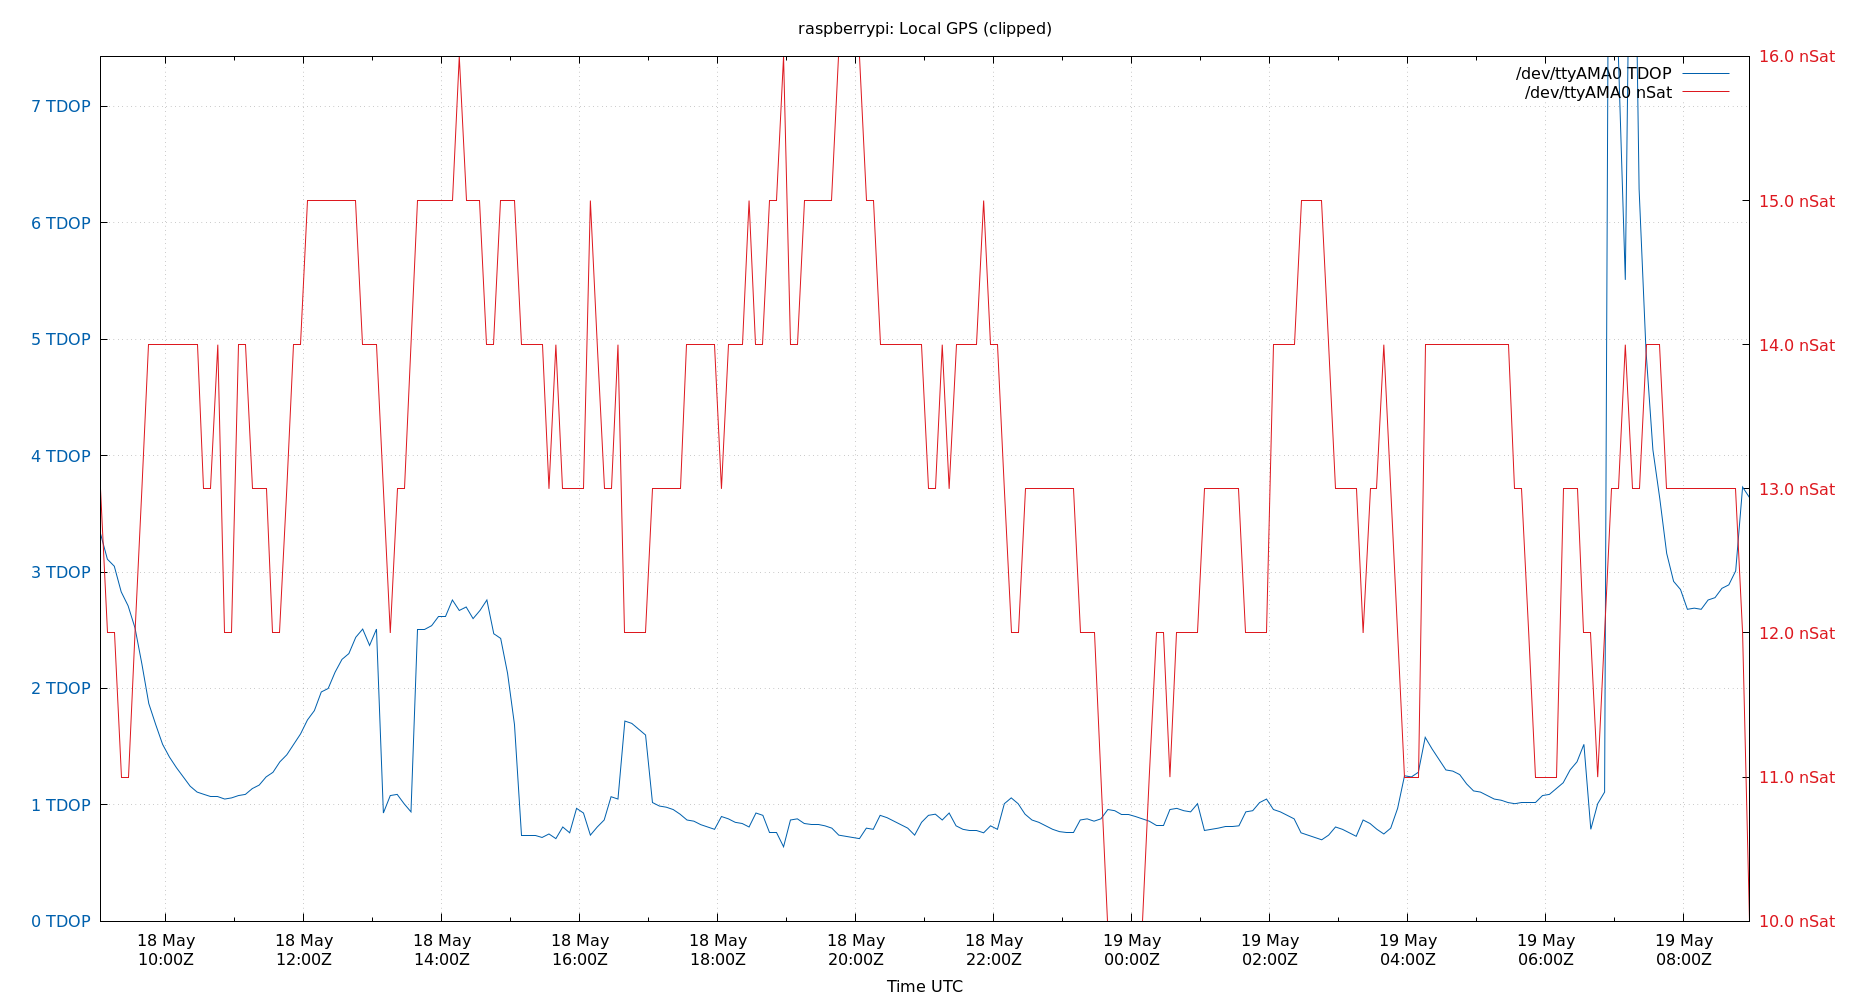 raspberrypi: Local GPS (clipped)
/dev/ttyAMA0 TDOP
/dev/ttyAMA0 nSat
7 TDOP
6 TDOP
5 TDOP
4 TDOP
3 TDOP
2 TDOP
1 TDOP
0 TDOP
16.0 nSat
15.0 nSat
14.0 nSat
13.0 nSat
12.0 nSat
11.0 nSat
10.0 nSat
18 May 18 May 18 May 18 May 18 May 18 May 18 May 19 May 19 May 19 May 19 May 19 May
10:00Z 12:00Z 14:00Z 16:00Z 18:00Z 20:00Z 22:00Z 00:00Z 02:00Z 04:00Z 06:00Z 08:00Z
Time UTC